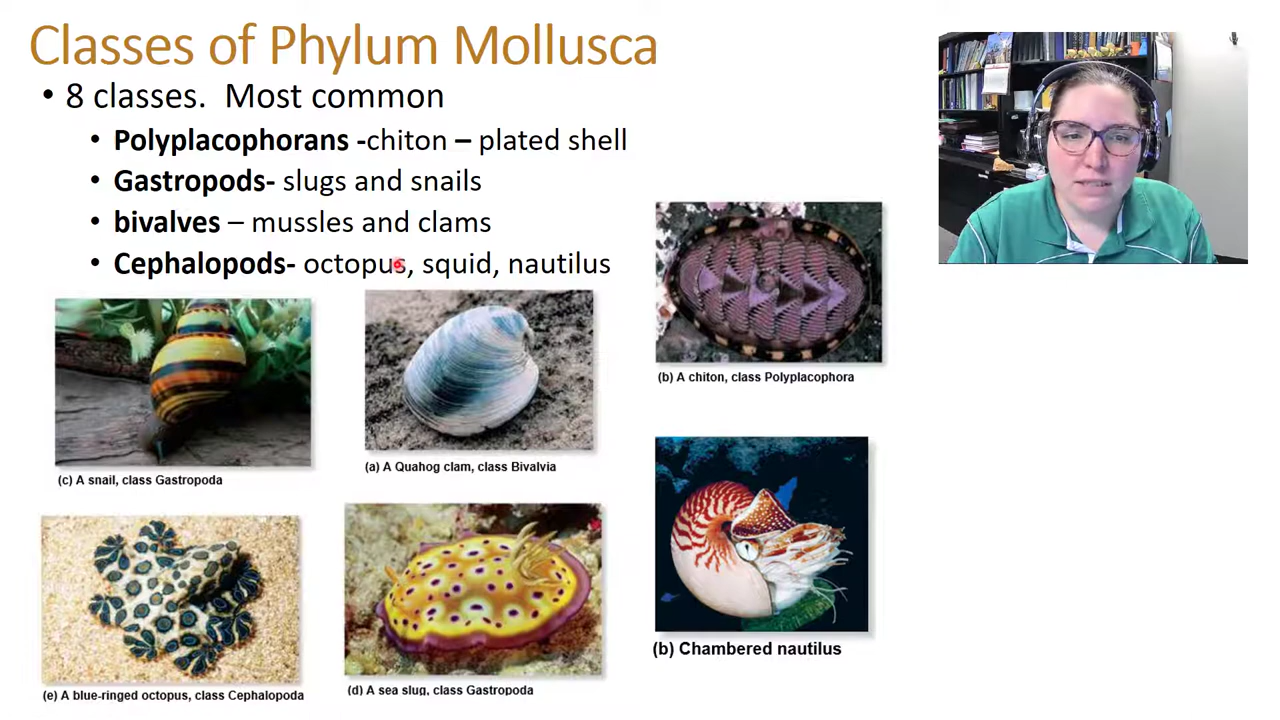 Classes of Phylum Mollusca
• 8 classes. Most common
• Polyplacophorans -chiton – plated shell
• Gastropods- slugs and snails
• bivalves – mussles and clams
• Cephalopods- octopus, squid, nautilus
(b) A chiton, class Polyplacophora
(c) A snail, class Gastropoda
(a) A Quahog clam, class Bivalvia
(b) Chambered nautilus
(e) A blue-ringed octopus, class Cephalopoda
(d) A sea slug, class Gastropoda